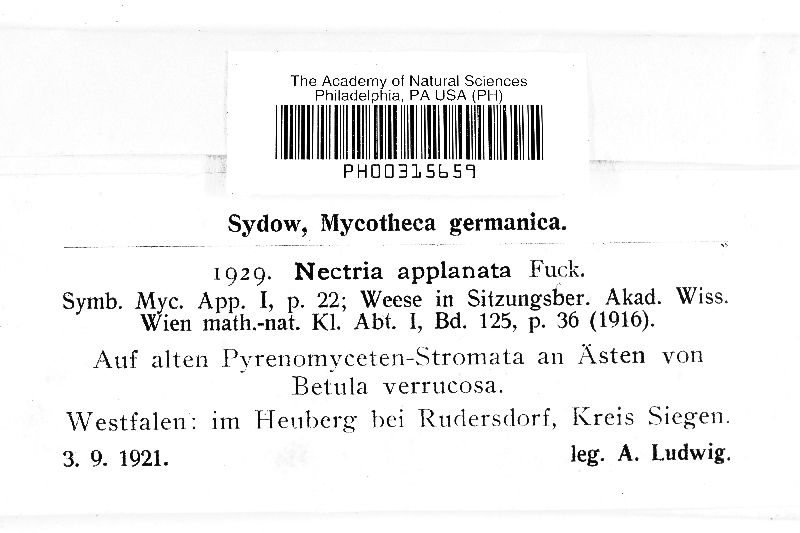 The Academy of Natural Sciences
Philadelphia, PA USA (PH)
PH00315659
Sydow, Mycotheca germanica.
1929. Nectria applanata Fuck.
Symb. Myc. App. I, p. 22; Weese in Sitzungsber. Akad. Wiss.
Wien math.-nat. Kl. Abt. I, Bd. 125, p. 36 (1916).
Auf alten Pyrenomyceten-Stromata an Ästen von
Betula verrucosa.
Westfalen: im Heuberg bei Rudersdorf, Kreis Siegen.
3. 9. 1921. leg. A. Ludwig.